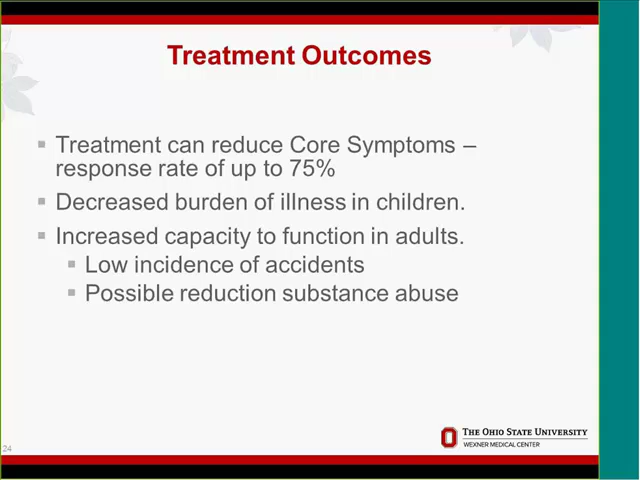 Treatment Outcomes
Treatment can reduce Core Symptoms –
response rate of up to 75%
Decreased burden of illness in children.
Increased capacity to function in adults.
Low incidence of accidents
Possible reduction substance abuse
24
THE OHIO STATE UNIVERSITY
WEXNER MEDICAL CENTER